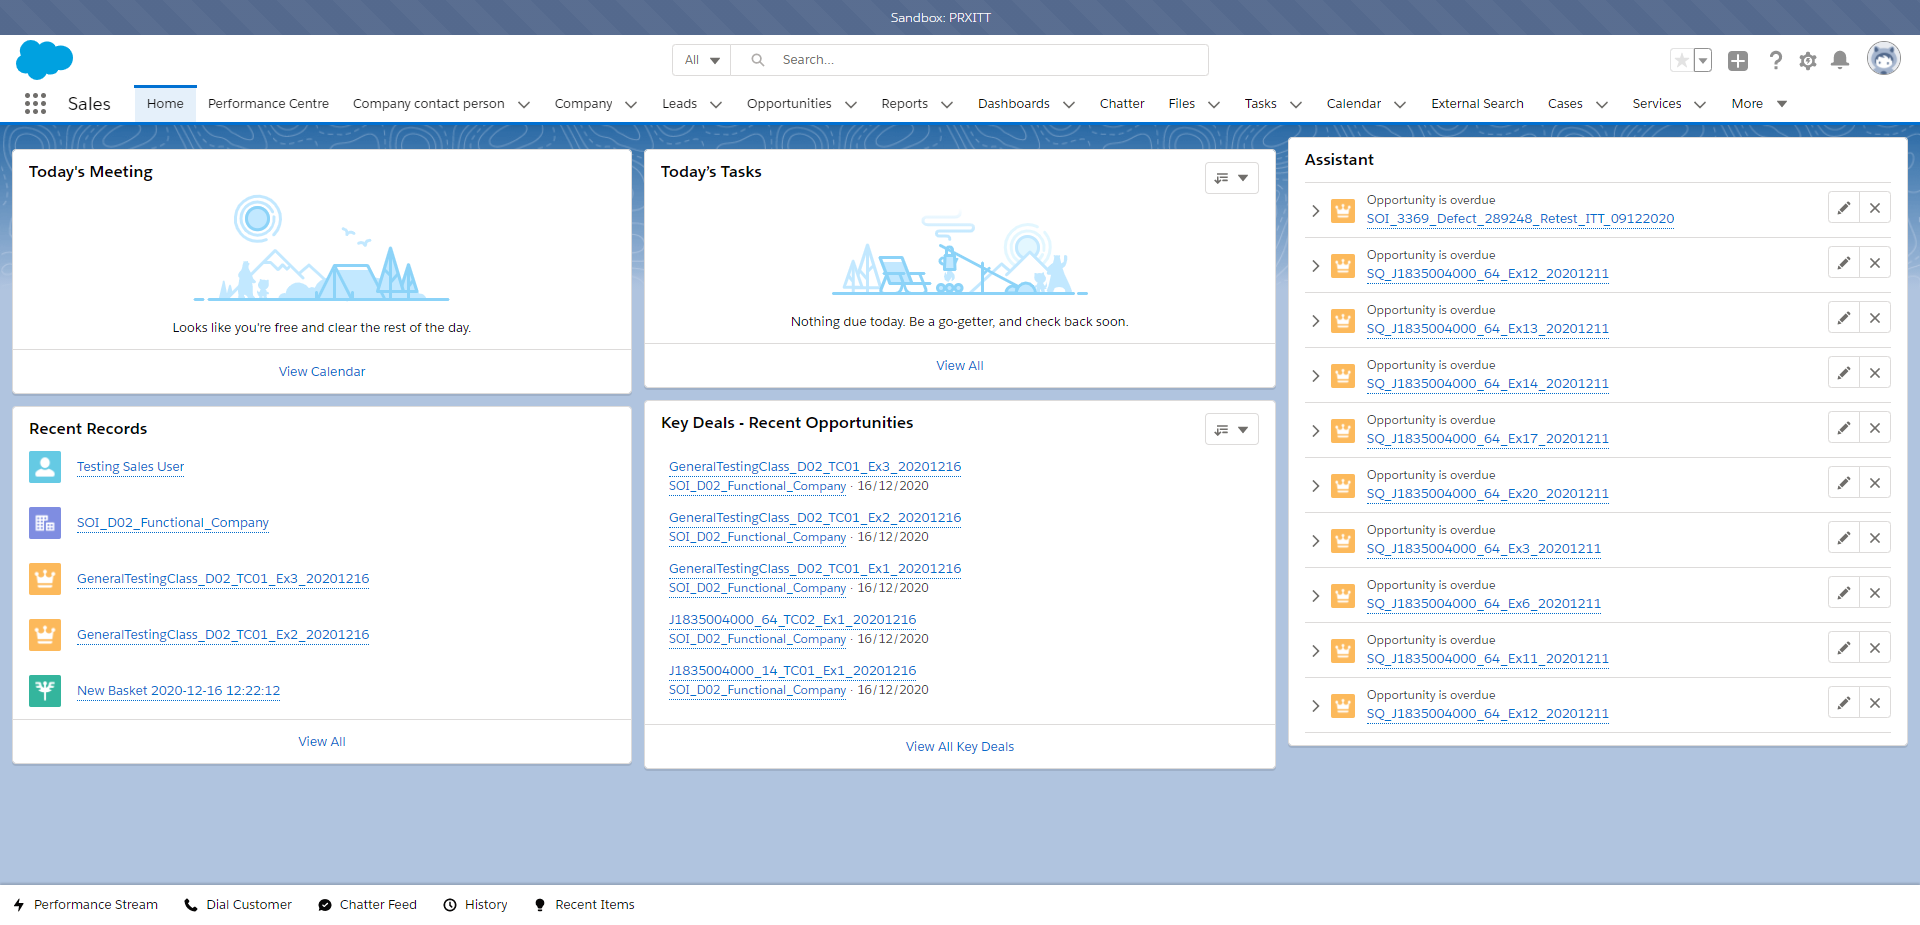 Sandbox: PRXITT
All
Search...
Sales
Home
Performance Centre
Company contact person
Company
Leads
Opportunities
Reports
Dashboards
Chatter
Files
Tasks
Calendar
External Search
Cases
Services
More
Today's Meeting
Looks like you're free and clear the rest of the day.
View Calendar
Recent Records
Testing Sales User
SOI_D02_Functional_Company
GeneralTestingClass_D02_TC01_Ex3_20201216
GeneralTestingClass_D02_TC01_Ex2_20201216
New Basket 2020-12-16 12:22:12
View All
Today’s Tasks
Nothing due today. Be a go-getter, and check back soon.
View All
Key Deals - Recent Opportunities
GeneralTestingClass_D02_TC01_Ex3_20201216
SOI_D02_Functional_Company · 16/12/2020
GeneralTestingClass_D02_TC01_Ex2_20201216
SOI_D02_Functional_Company · 16/12/2020
GeneralTestingClass_D02_TC01_Ex1_20201216
SOI_D02_Functional_Company · 16/12/2020
J1835004000_64_TC02_Ex1_20201216
SOI_D02_Functional_Company · 16/12/2020
J1835004000_14_TC01_Ex1_20201216
SOI_D02_Functional_Company · 16/12/2020
View All Key Deals
Assistant
Opportunity is overdue
SOI_3369_Defect_289248_Retest_ITT_09122020
Opportunity is overdue
SQ_J1835004000_64_Ex12_20201211
Opportunity is overdue
SQ_J1835004000_64_Ex13_20201211
Opportunity is overdue
SQ_J1835004000_64_Ex14_20201211
Opportunity is overdue
SQ_J1835004000_64_Ex17_20201211
Opportunity is overdue
SQ_J1835004000_64_Ex20_20201211
Opportunity is overdue
SQ_J1835004000_64_Ex3_20201211
Opportunity is overdue
SQ_J1835004000_64_Ex6_20201211
Opportunity is overdue
SQ_J1835004000_64_Ex11_20201211
Opportunity is overdue
SQ_J1835004000_64_Ex12_20201211
Performance Stream
Dial Customer
Chatter Feed
History
Recent Items